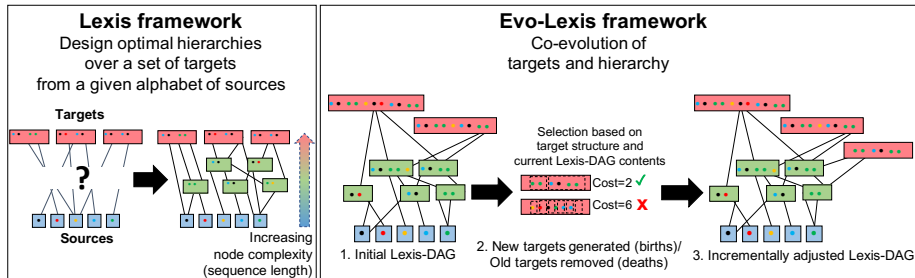 Lexis framework
Design optimal hierarchies
over a set of targets
from a given alphabet of sources
Targets
?
Sources
Increasing
node complexity
(sequence length)
Evo-Lexis framework
Co-evolution of
targets and hierarchy
Selection based on
target structure and
current Lexis-DAG contents
Cost=2 ✓
Cost=6 X
1. Initial Lexis-DAG
2. New targets generated (births)/
Old targets removed (deaths)
3. Incrementally adjusted Lexis-DAG